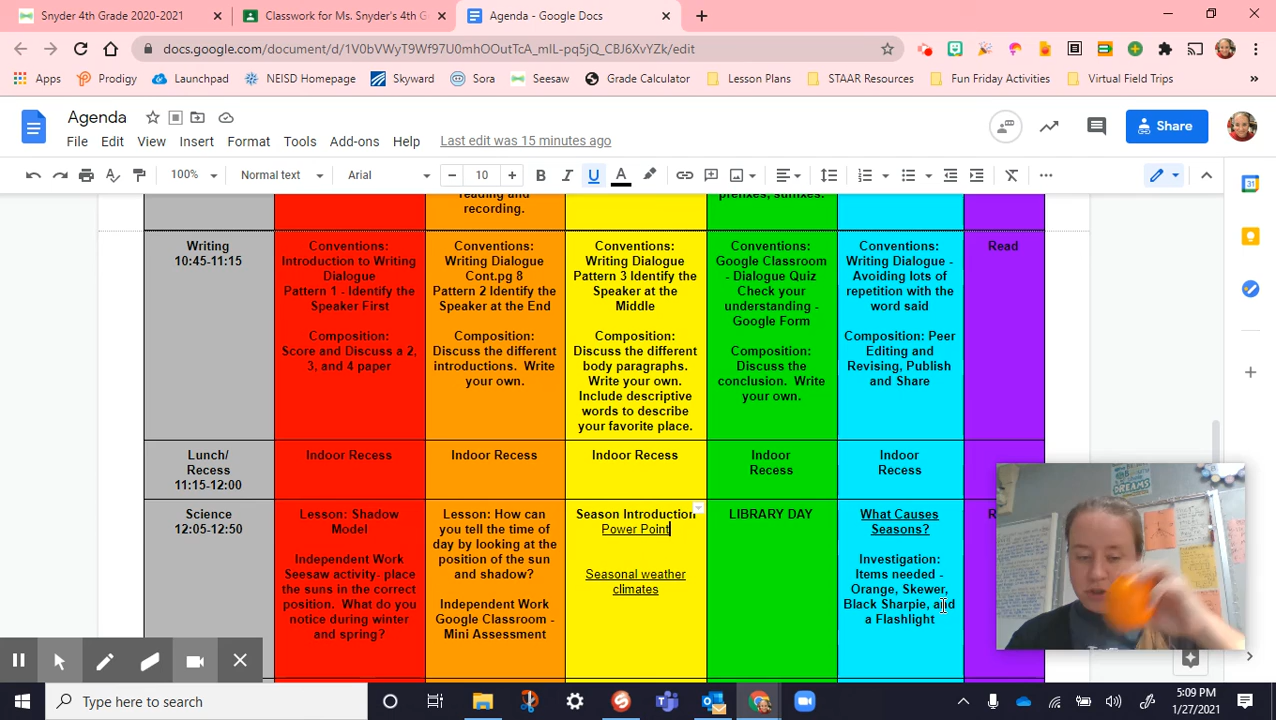 Snyder 4th Grade 2020-2021
Classwork for Ms. Snyder's 4th G
Agenda - Google Docs
docs.google.com/document/d/1V0bVWyT9Wf97U0mhOOutTcA_mIL-pq5jQ_CBJ6XvYZk/edit
Apps
Prodigy
Launchpad
NEISD Homepage
Skyward
Sora
Seesaw
Grade Calculator
Lesson Plans
STAAR Resources
Fun Friday Activities
Virtual Field Trips
Agenda
File Edit View Insert Format Tools Add-ons Help
Last edit was 15 minutes ago
Share
100%
Normal text
Arial
10
B I U A
reading and
recording.
prefixes, suffixes.
Writing
10:45-11:15
Conventions:
Introduction to Writing
Dialogue
Pattern 1 - Identify the
Speaker First
Composition:
Score and Discuss a 2,
3, and 4 paper
Conventions:
Writing Dialogue
Cont.pg 8
Pattern 2 Identify the
Speaker at the End
Composition:
Discuss the different
introductions. Write
your own.
Conventions:
Writing Dialogue
Pattern 3 Identify the
Speaker at the
Middle
Composition:
Discuss the different
body paragraphs.
Write your own.
Include descriptive
words to describe
your favorite place.
Conventions:
Google Classroom
- Dialogue Quiz
Check your
understanding -
Google Form
Composition:
Discuss the
conclusion. Write
your own.
Conventions:
Writing Dialogue -
Avoiding lots of
repetition with the
word said
Composition: Peer
Editing and
Revising, Publish
and Share
Read
Lunch/
Recess
11:15-12:00
Indoor Recess
Indoor Recess
Indoor Recess
Indoor
Recess
Indoor
Recess
Science
12:05-12:50
Lesson: Shadow
Model
Independent Work
Seesaw activity- place
the suns in the correct
position. What do you
notice during winter
and spring?
Lesson: How can
you tell the time of
day by looking at the
position of the sun
and shadow?
Independent Work
Google Classroom -
Mini Assessment
Season Introduction
Power Point
Seasonal weather
climates
LIBRARY DAY
What Causes
Seasons?
Investigation:
Items needed -
Orange, Skewer,
Black Sharpie, and
a Flashlight
R
DREAMS
31
Type here to search
5:09 PM
1/27/2021